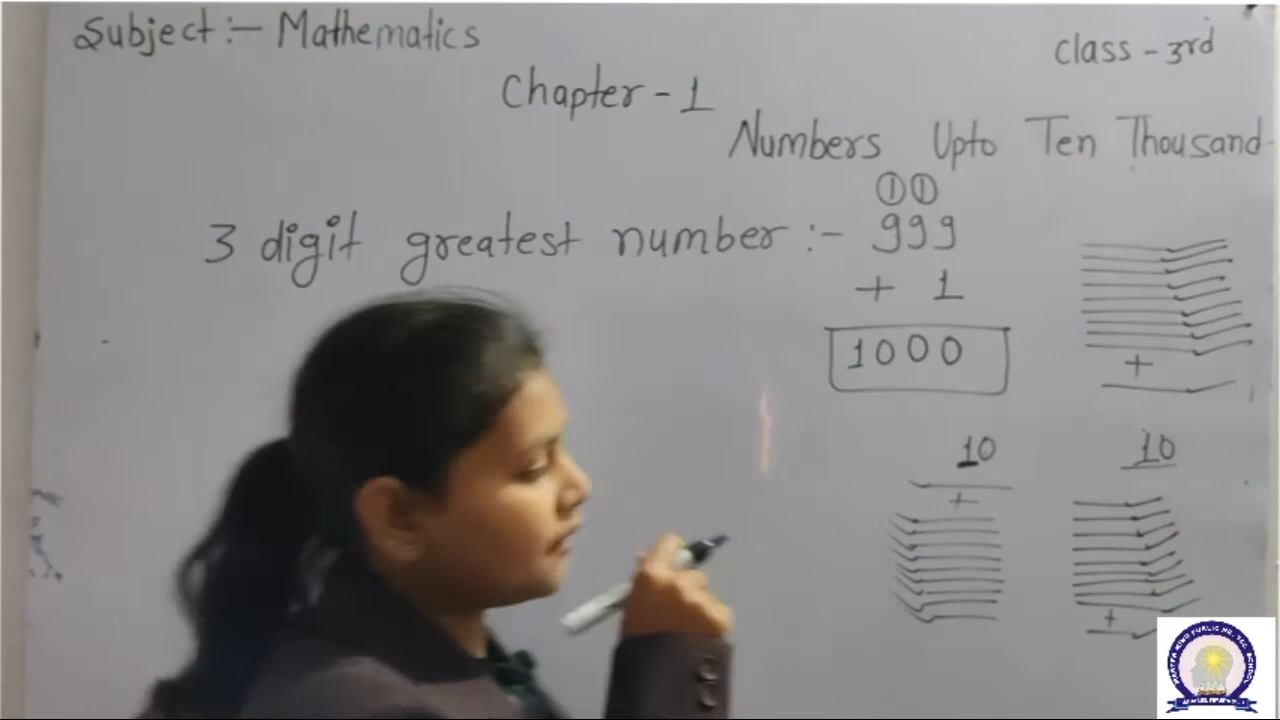 Subject:- Mathematics
Class - 3rd
Chapter - 1
Numbers Upto Ten Thousand
① ①
3 digit greatest number :- 999
+ 1
1000
+
10 10
+
+